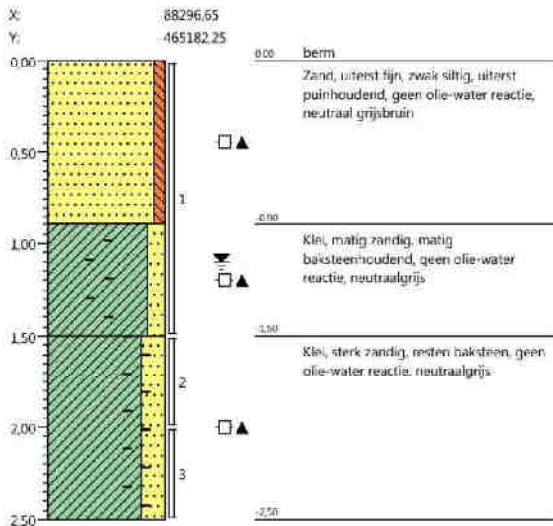 X: 88296,65
Y: 465182,25
0,00
0,50
1,00
1,50
2,00
2,50
1
2
3
0,00 berm
Zand, uiterst fijn, zwak siltig, uiterst
puinhoudend, geen olie-water reactie,
neutraal grijsbruin
-0,90
Klei, matig zandig, matig
baksteenhoudend, geen olie-water
reactie, neutraalgrijs
-1,50
Klei, sterk zandig, resten baksteen, geen
olie-water reactie, neutraalgrijs
-2,50